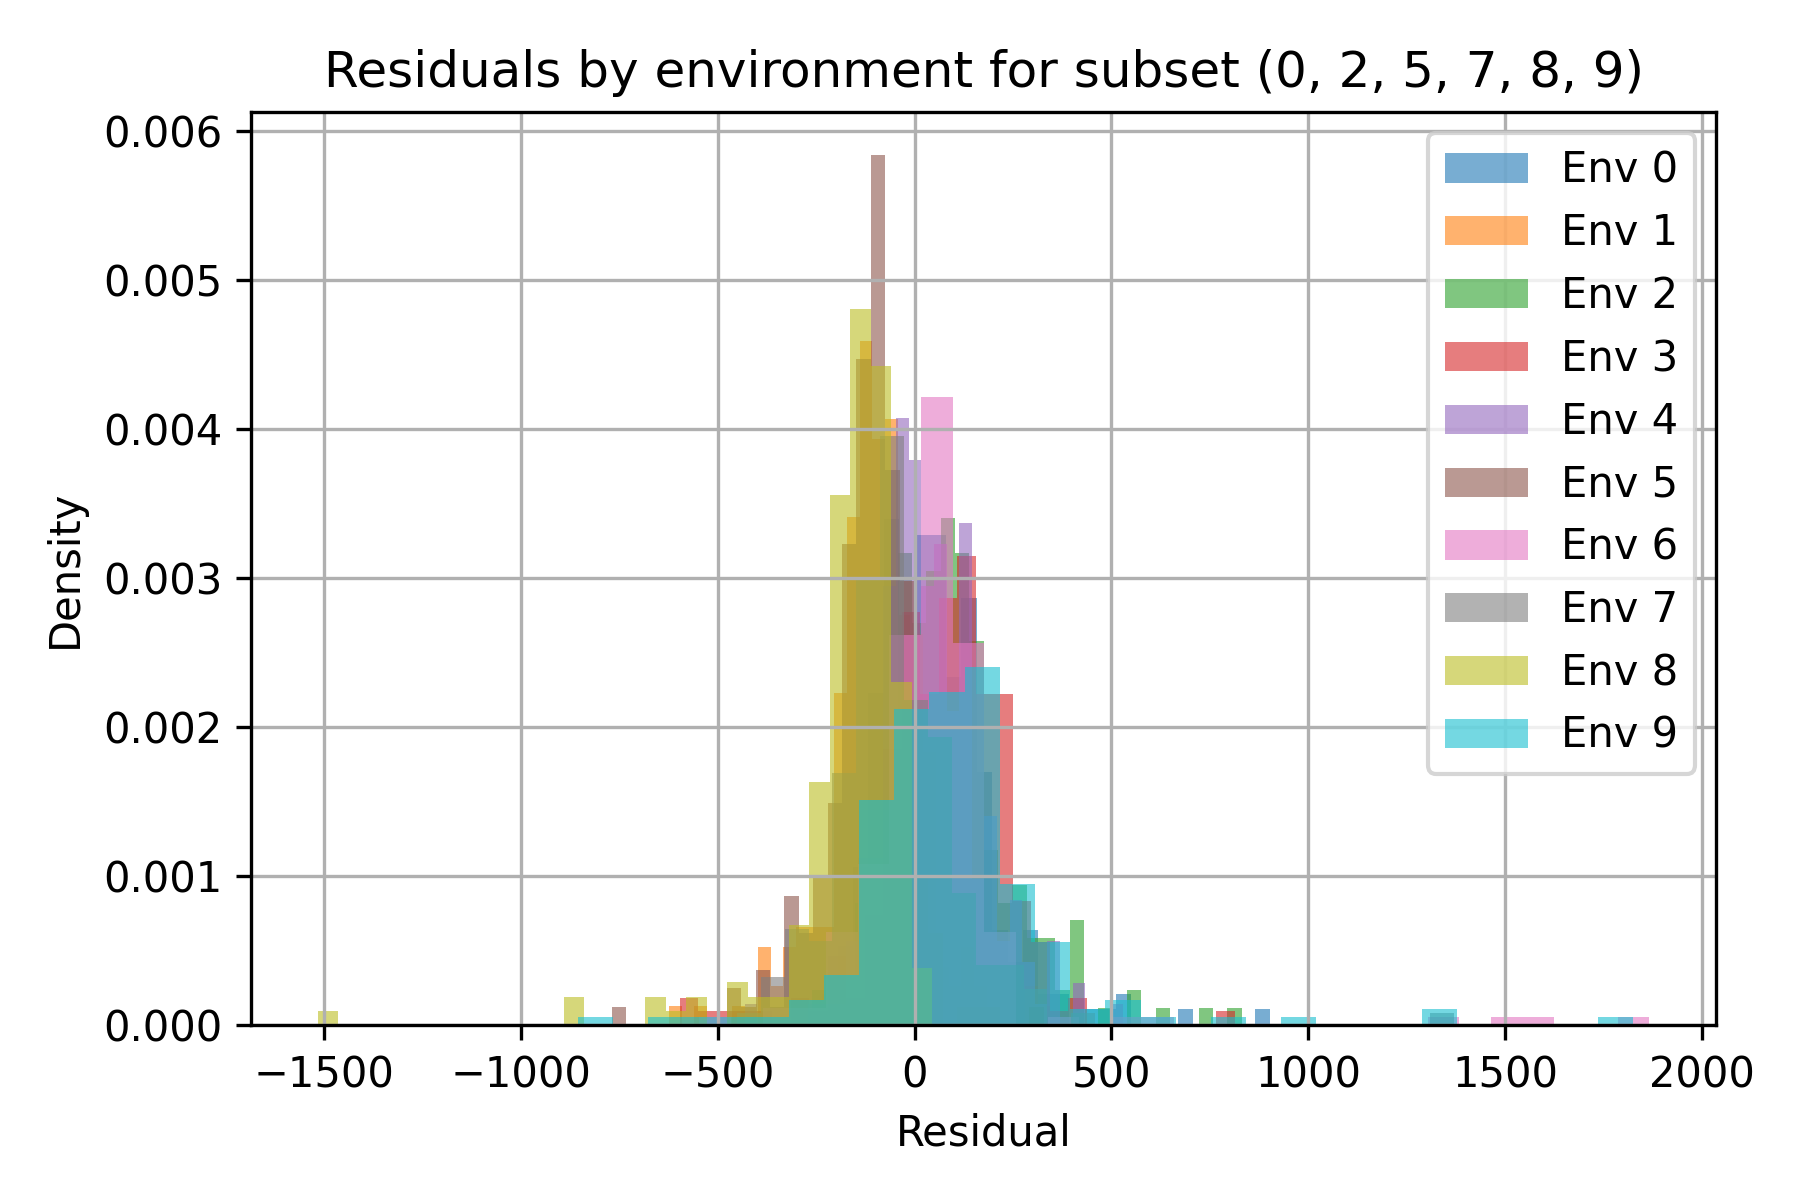 Residuals by environment for subset (0, 2, 5, 7, 8, 9)
0.006
0.005
0.004
0.003
0.002
0.001
0.000
Density
−1500 −1000 −500 0 500 1000 1500 2000
Residual
Env 0
Env 1
Env 2
Env 3
Env 4
Env 5
Env 6
Env 7
Env 8
Env 9